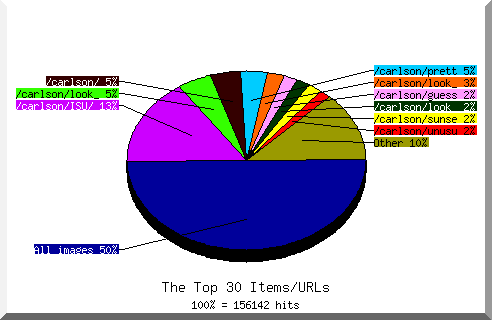 /carlson/ 5%
/carlson/look_ 5%
/carlson/ISU/ 13%
/carlson/prett 5%
/carlson/look_ 3%
/carlson/guess 2%
/carlson/look_ 2%
/carlson/sunse 2%
/carlson/unusu 2%
Other 10%
All images 50%
The Top 30 Items/URLs
100% = 156142 hits